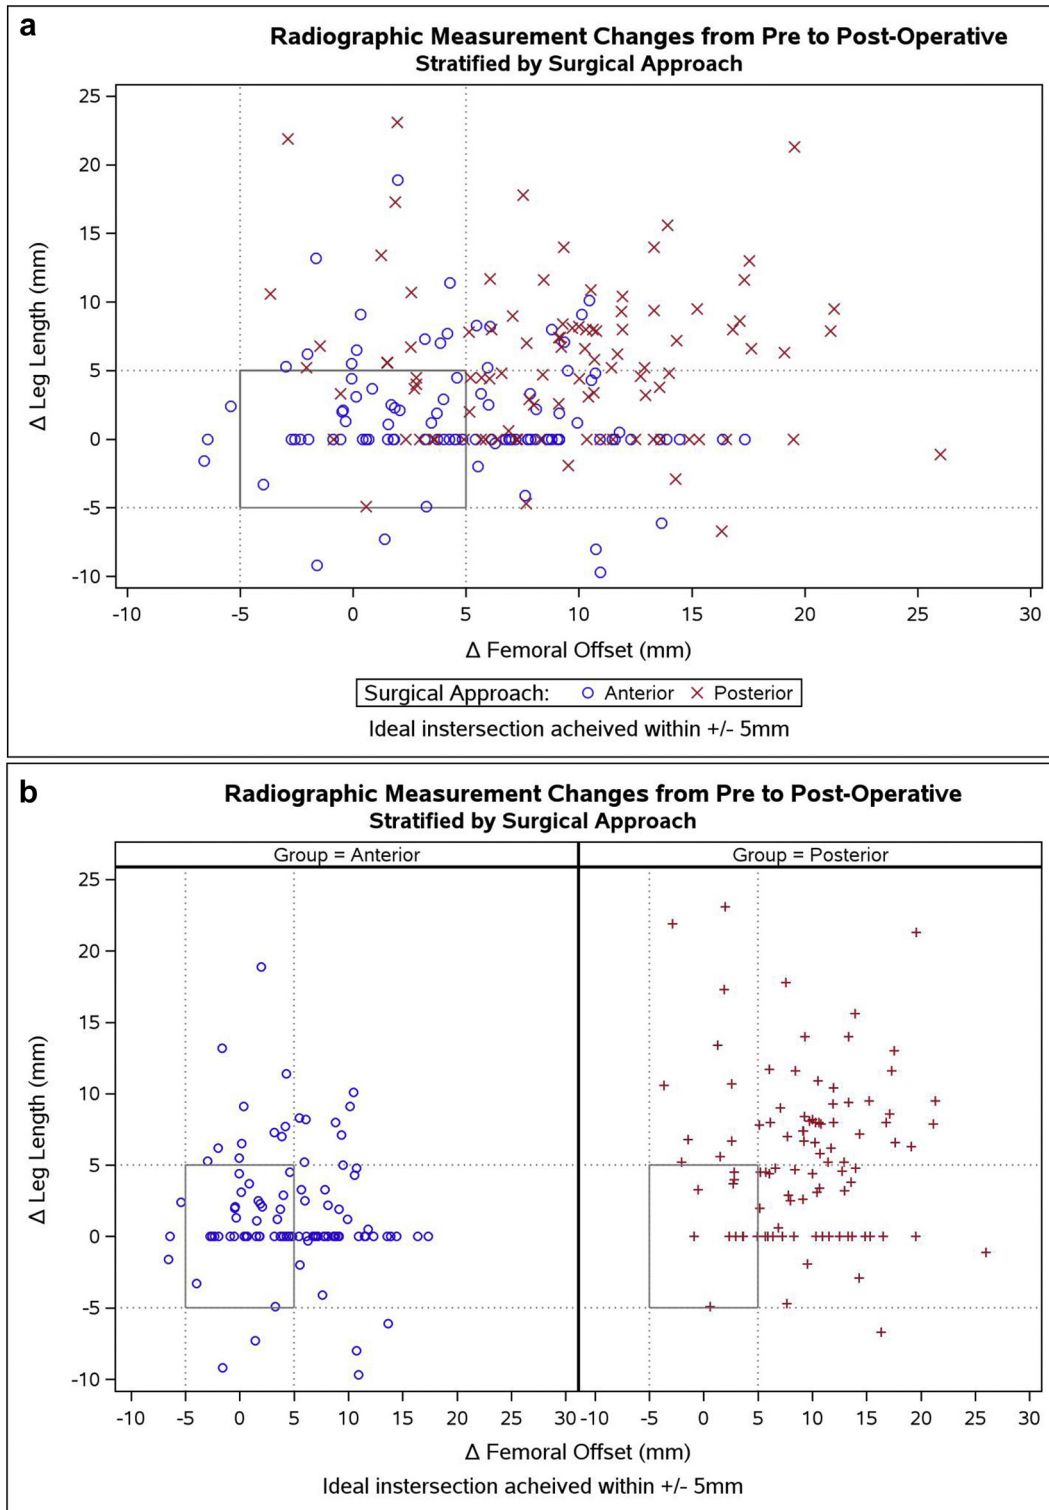 a
Radiographic Measurement Changes from Pre to Post-Operative
Stratified by Surgical Approach
25
20
15
10
5
0
-5
-10
Δ Leg Length (mm)
-10 -5 0 5 10 15 20 25 30
Δ Femoral Offset (mm)
Surgical Approach: Anterior Posterior
Ideal instersection acheived within +/- 5mm
b
Radiographic Measurement Changes from Pre to Post-Operative
Stratified by Surgical Approach
Group = Anterior Group = Posterior
25
20
15
10
5
0
-5
-10
Δ Leg Length (mm)
-10 -5 0 5 10 15 20 25 30 -10 -5 0 5 10 15 20 25 30
Δ Femoral Offset (mm)
Ideal instersection acheived within +/- 5mm